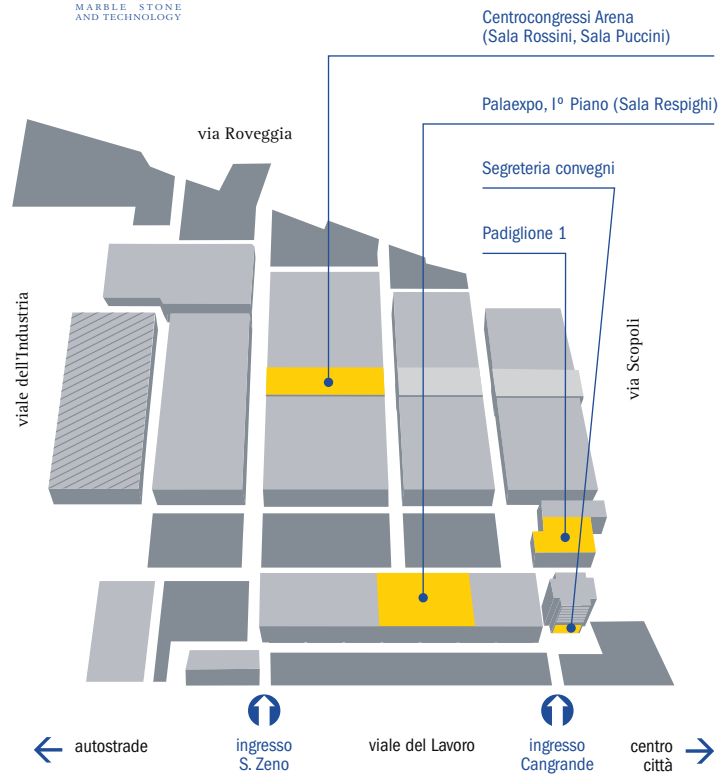 MARBLE STONE
AND TECHNOLOGY
Centrocongressi Arena
(Sala Rossini, Sala Puccini)
Palaexpo, I° Piano (Sala Respighi)
via Roveggia
Segreteria convegni
Padiglione 1
viale dell'Industria
via Scopoli
autostrade
ingresso
S. Zeno
viale del Lavoro
ingresso
Cangrande
centro
città